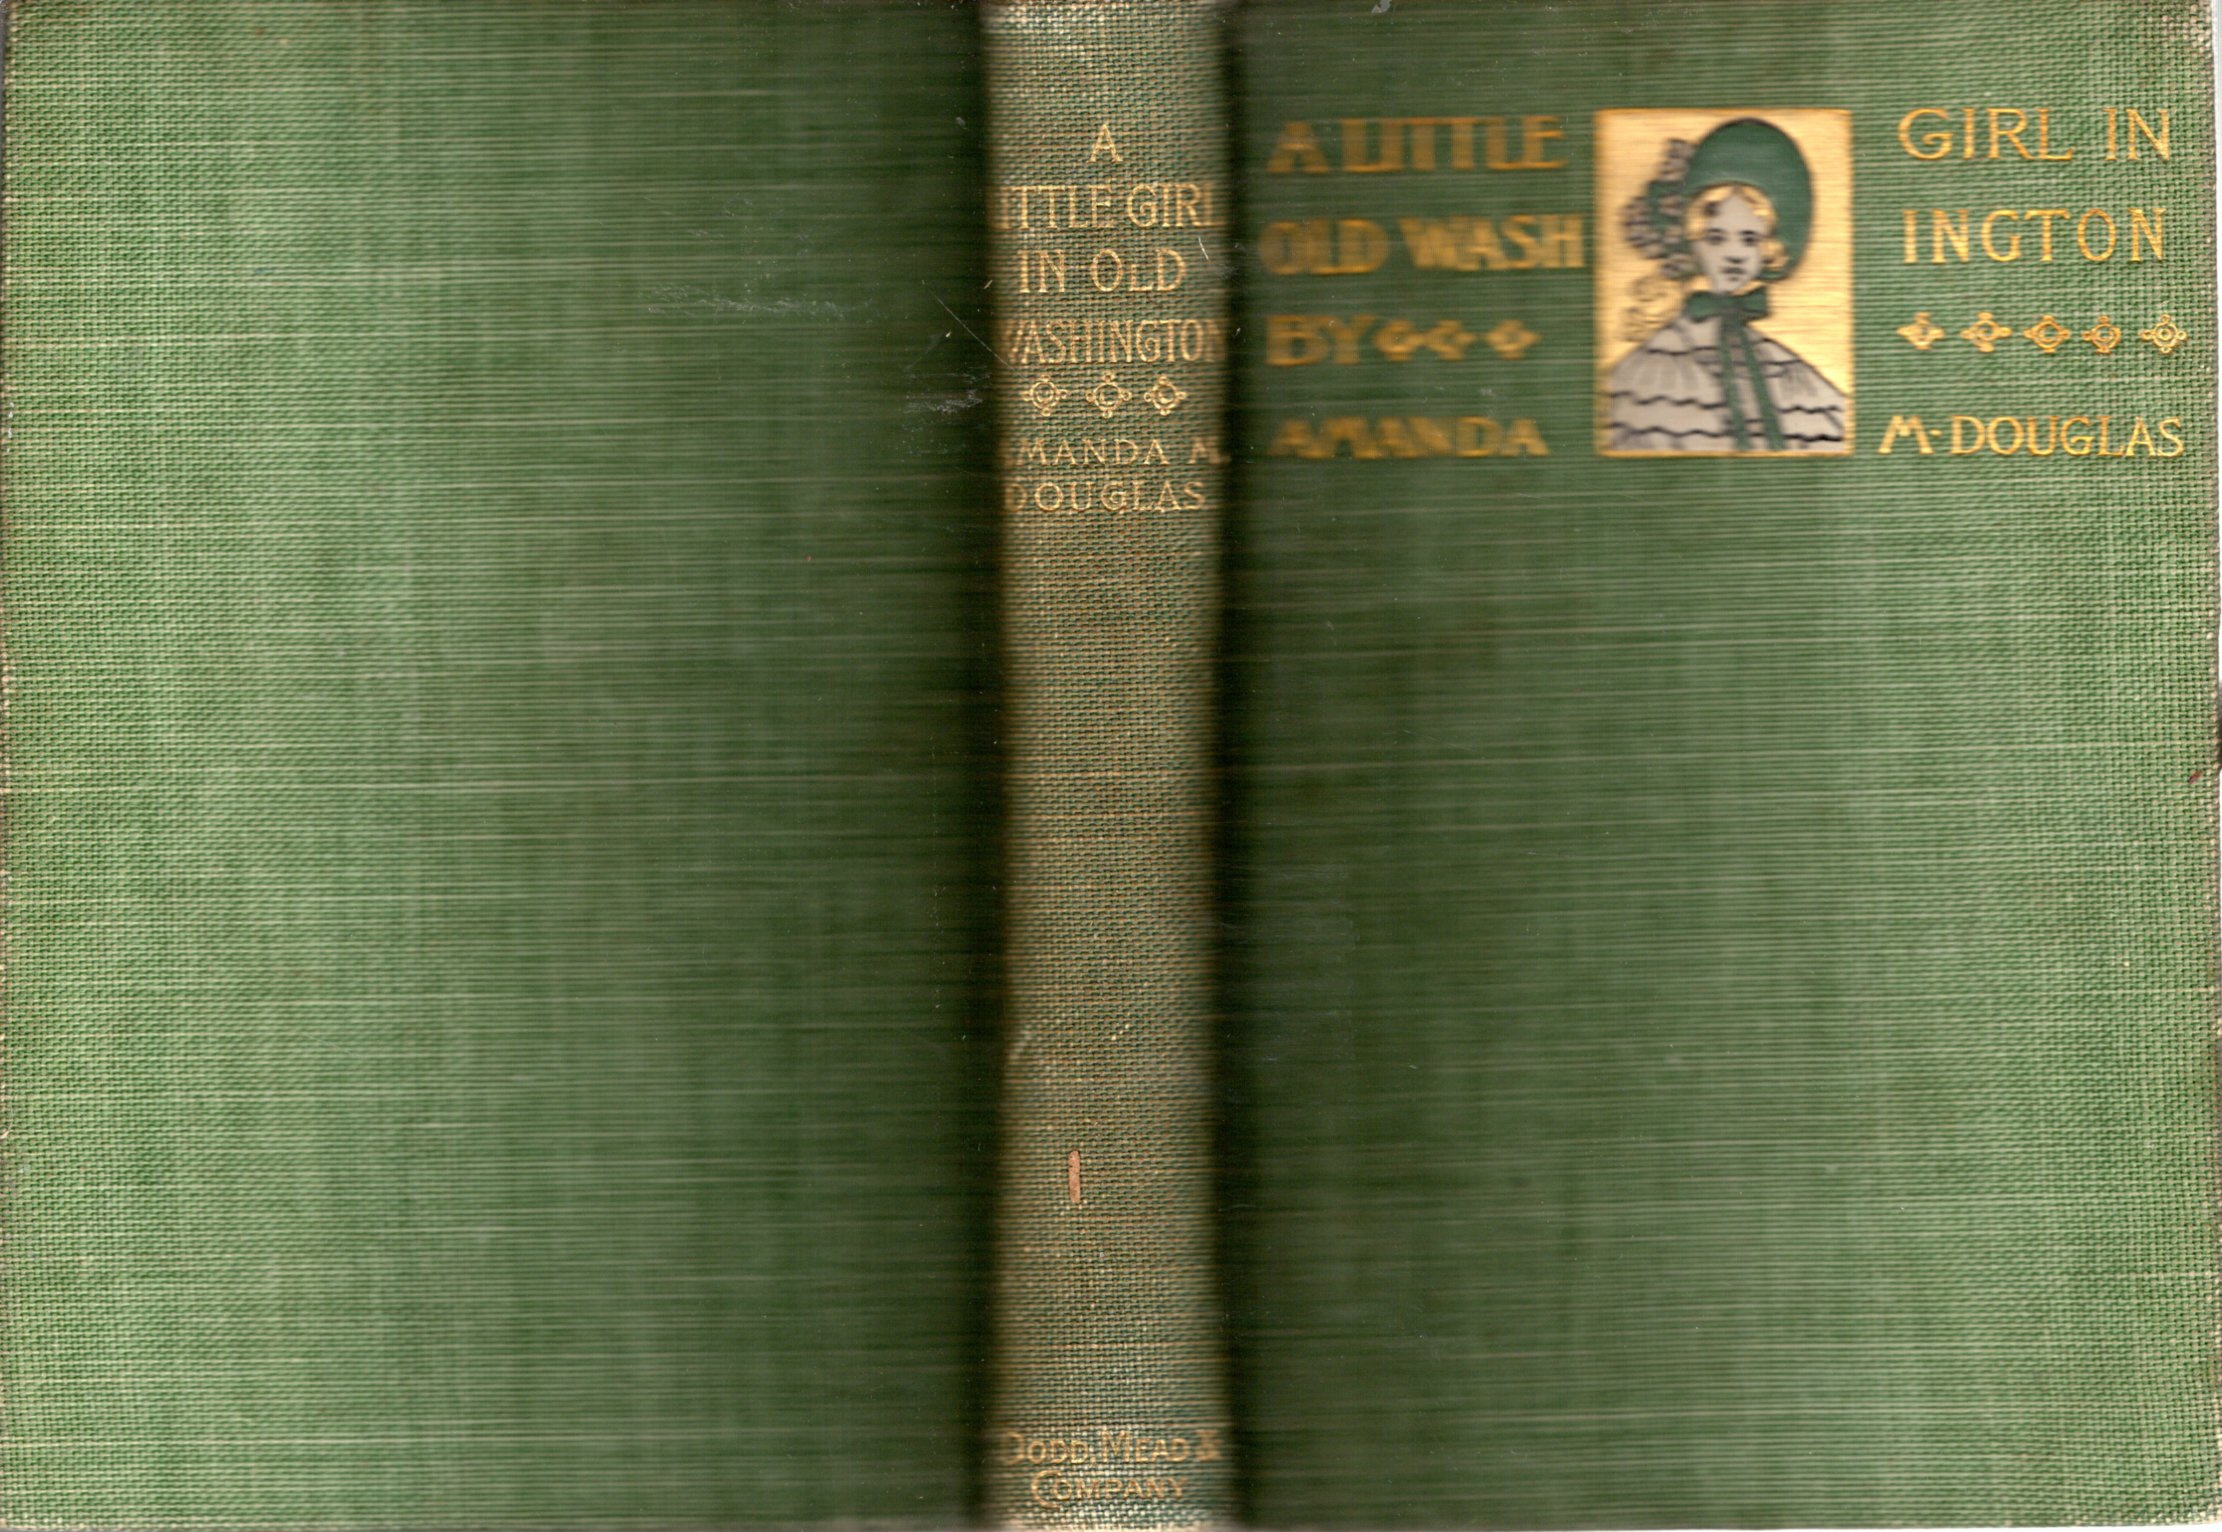 A
LITTLE GIRL
IN OLD
WASHINGTON
AMANDA M.
DOUGLAS
DODD, MEAD &
COMPANY
A LITTLE GIRL IN
OLD WASH INGTON
BY
AMANDA M·DOUGLAS